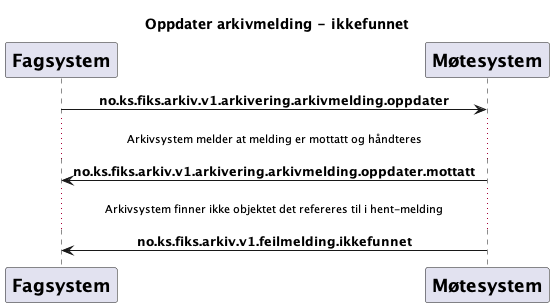 Oppdater arkivmelding - ikkefunnet
Fagsystem Møtesystem
no.ks.fiks.arkiv.v1.arkivering.arkivmelding.oppdater
Arkivsystem melder at melding er mottatt og håndteres
no.ks.fiks.arkiv.v1.arkivering.arkivmelding.oppdater.mottatt
Arkivsystem finner ikke objektet det refereres til i hent-melding
no.ks.fiks.arkiv.v1.feilmelding.ikkefunnet
Fagsystem Møtesystem